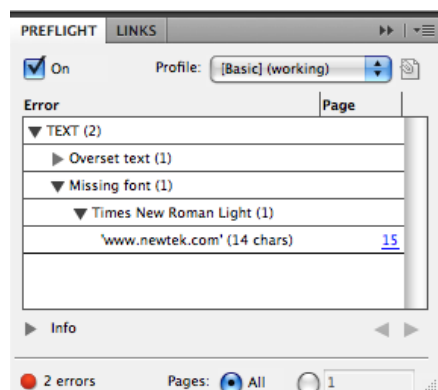 PREFLIGHT LINKS
On Profile: [Basic] (working)
Error Page
TEXT (2)
Overset text (1)
Missing font (1)
Times New Roman Light (1)
'www.newtek.com' (14 chars) 15
Info
2 errors Pages: All 1